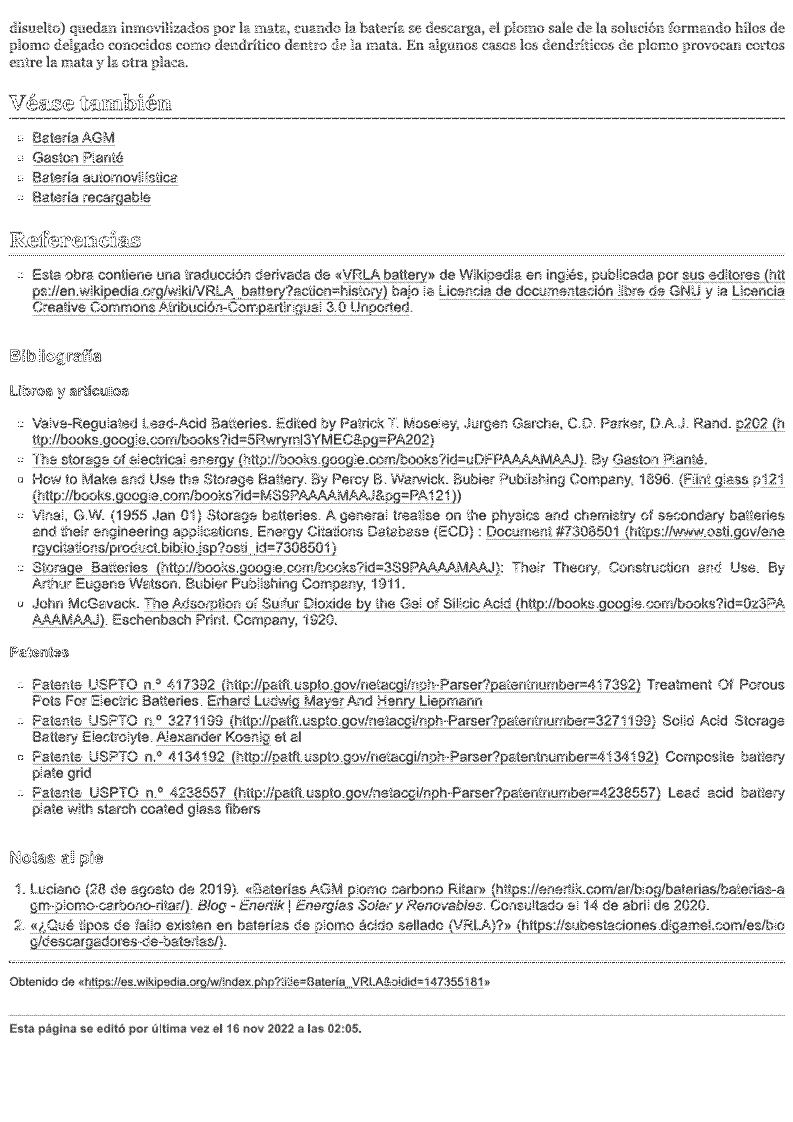 disuelto) quedan inmovilizados por la mata, cuando la batería se descarga, el plomo sale de la solución formando hilos de
plomo delgado conocidos como dendrítico dentro de la mata. En algunos casos los dendríticos de plomo provocan cortos
entre la mata y la otra placa.
Véase también
Batería AGM
Gaston Planté
Batería automovilística
Batería recargable
Referencias
Esta obra contiene una traducción derivada de «VRLA battery» de Wikipedia en inglés, publicada por sus editores (htt
ps://en.wikipedia.org/wiki/VRLA_battery?action=history) bajo la Licencia de documentación libre de GNU y la Licencia
Creative Commons Atribución-CompartirIgual 3.0 Unported.
Bibliografía
Libros y artículos
Valve-Regulated Lead-Acid Batteries. Edited by Patrick T. Moseley, Jurgen Garche, C.D. Parker, D.A.J. Rand. p202 (h
ttp://books.google.com/books?id=5Rwryml3YMEC&pg=PA202)
The storage of electrical energy (http://books.google.com/books?id=uDFPAAAAMAAJ). By Gaston Planté.
How to Make and Use the Storage Battery. By Percy B. Warwick. Bubier Publishing Company, 1896. (Flint glass p121
(http://books.google.com/books?id=MS9PAAAAMAAJ&pg=PA121))
Vinal, G.W. (1955 Jan 01) Storage batteries. A general treatise on the physics and chemistry of secondary batteries
and their engineering applications. Energy Citations Database (ECD) : Document #7308501 (https://www.osti.gov/ene
rgycitations/product.biblio.jsp?osti_id=7308501)
Storage Batteries (http://books.google.com/books?id=3S9PAAAAMAAJ): Their Theory, Construction and Use. By
Arthur Eugene Watson. Bubier Publishing Company, 1911.
John McGavack. The Adsorption of Sulfur Dioxide by the Gel of Silicic Acid (http://books.google.com/books?id=0z3PA
AAAMAAJ). Eschenbach Print. Company, 1920.
Patentes
Patente USPTO n.º 417392 (http://patft.uspto.gov/netacgi/nph-Parser?patentnumber=417392) Treatment Of Porous
Pots For Electric Batteries. Erhard Ludwig Mayer And Henry Liepmann
Patente USPTO n.º 3271199 (http://patft.uspto.gov/netacgi/nph-Parser?patentnumber=3271199) Solid Acid Storage
Battery Electrolyte. Alexander Koenig et al
Patente USPTO n.º 4134192 (http://patft.uspto.gov/netacgi/nph-Parser?patentnumber=4134192) Composite battery
plate grid
Patente USPTO n.º 4238557 (http://patft.uspto.gov/netacgi/nph-Parser?patentnumber=4238557) Lead acid battery
plate with starch coated glass fibers
Notas al pie
1. Luciano (28 de agosto de 2019). «Baterías AGM plomo carbono Ritar» (https://enertik.com/ar/blog/baterias/baterias-a
gm-plomo-carbono-ritar/). Blog - Enertik | Energías Solar y Renovables. Consultado el 14 de abril de 2020.
2. «¿Qué tipos de fallo existen en baterías de plomo ácido sellado (VRLA)?» (https://subestaciones.digamel.com/es/blo
g/descargadores-de-baterias/).
Obtenido de «https://es.wikipedia.org/w/index.php?title=Batería_VRLA&oldid=147355181»
Esta página se editó por última vez el 16 nov 2022 a las 02:05.